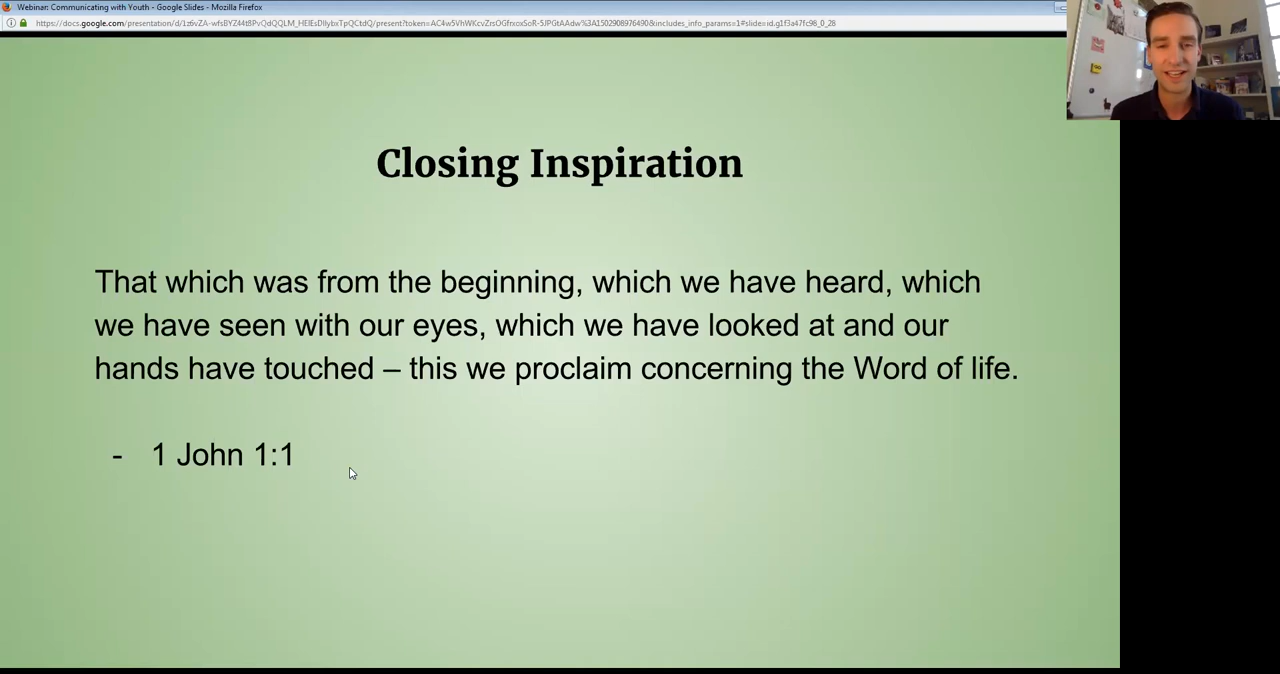 Webinar: Communicating with Youth - Google Slides - Mozilla Firefox
Closing Inspiration
That which was from the beginning, which we have heard, which
we have seen with our eyes, which we have looked at and our
hands have touched – this we proclaim concerning the Word of life.
- 1 John 1:1